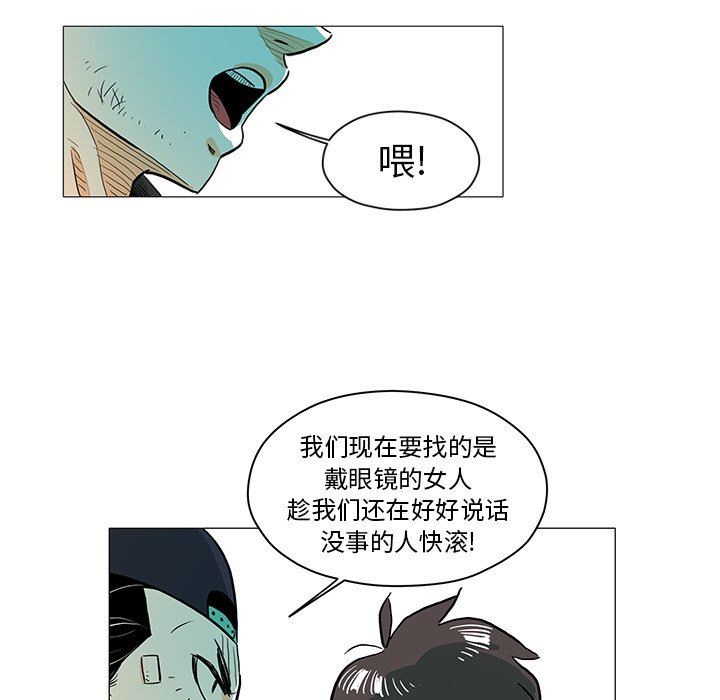 喂!
我们现在要找的是
戴眼镜的女人
趁我们还在好好说话
没事的人快滚!